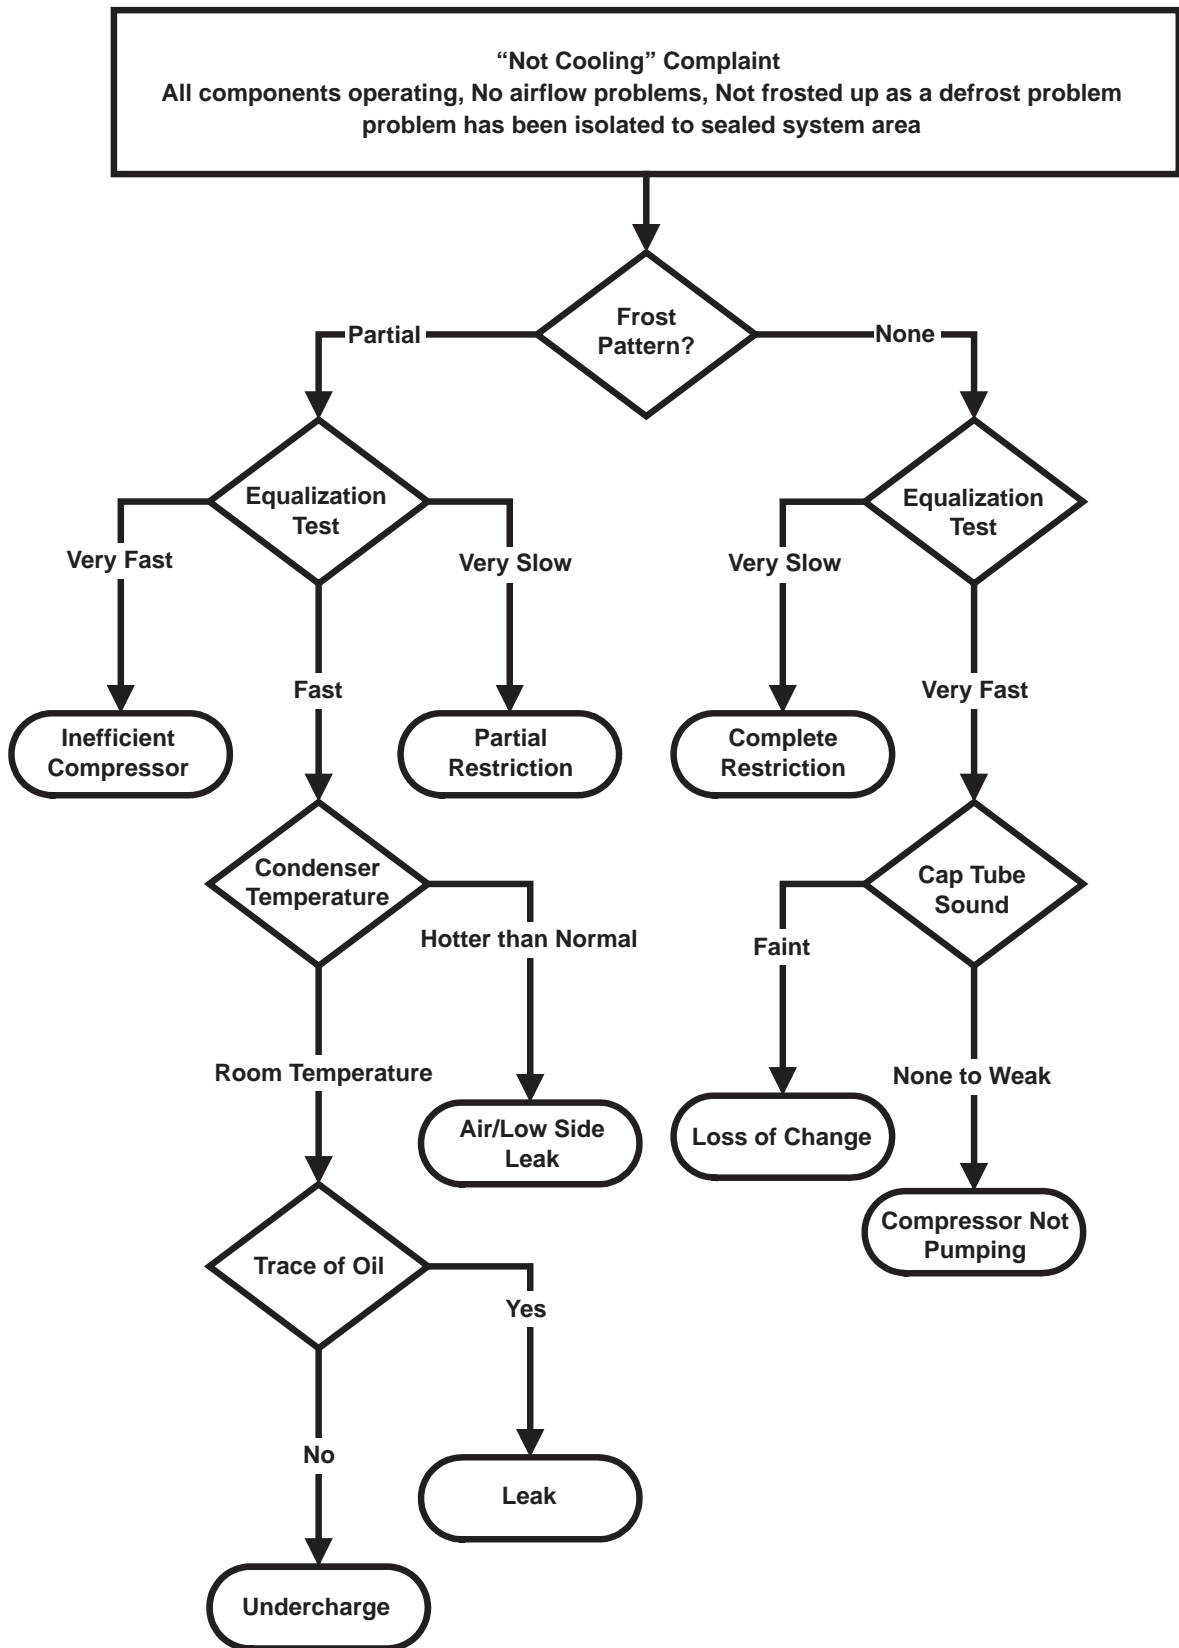 “Not Cooling” Complaint
All components operating, No airflow problems, Not frosted up as a defrost problem
problem has been isolated to sealed system area
Frost
Pattern?
Partial
None
Equalization
Test
Equalization
Test
Very Fast
Very Slow
Very Slow
Fast
Very Fast
Inefficient
Compressor
Partial
Restriction
Complete
Restriction
Condenser
Temperature
Cap Tube
Sound
Hotter than Normal
Faint
Room Temperature
None to Weak
Air/Low Side
Leak
Loss of Change
Compressor Not
Pumping
Trace of Oil
Yes
No
Leak
Undercharge